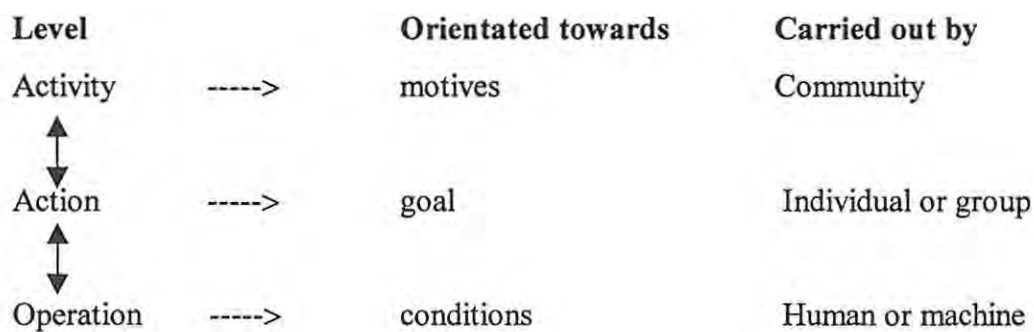 Level Orientated towards Carried out by
Activity -----> motives Community
Action -----> goal Individual or group
Operation -----> conditions Human or machine